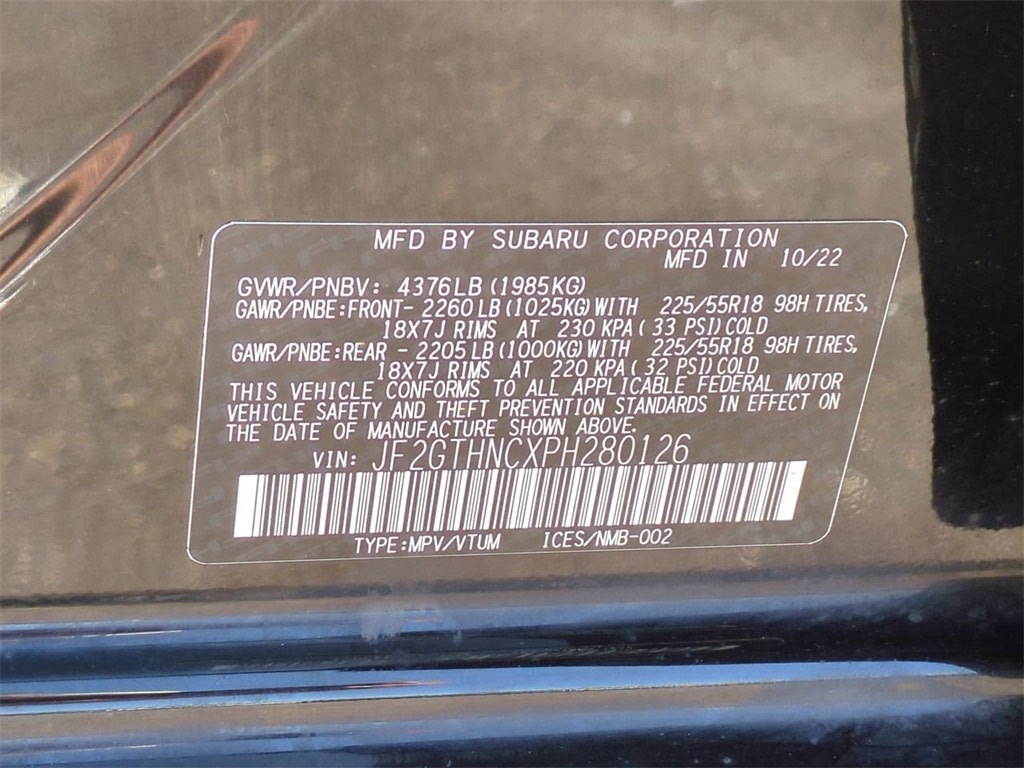 MFD BY SUBARU CORPORATION
MFD IN 10/22
GVWR/PNBV: 4376LB (1985KG)
GAWR/PNBE:FRONT- 2260 LB (1025KG) WITH 225/55R18 98H TIRES,
18X7J RIMS AT 230 KPA ( 33 PSI) COLD
GAWR/PNBE:REAR - 2205 LB (1000KG) WITH 225/55R18 98H TIRES,
18X7J RIMS AT 220 KPA ( 32 PSI) COLD
THIS VEHICLE CONFORMS TO ALL APPLICABLE FEDERAL MOTOR
VEHICLE SAFETY AND THEFT PREVENTION STANDARDS IN EFFECT ON
THE DATE OF MANUFACTURE SHOWN ABOVE.
VIN: JF2GTHNCXPH280126
TYPE:MPV/VTUM ICES/NMB-002